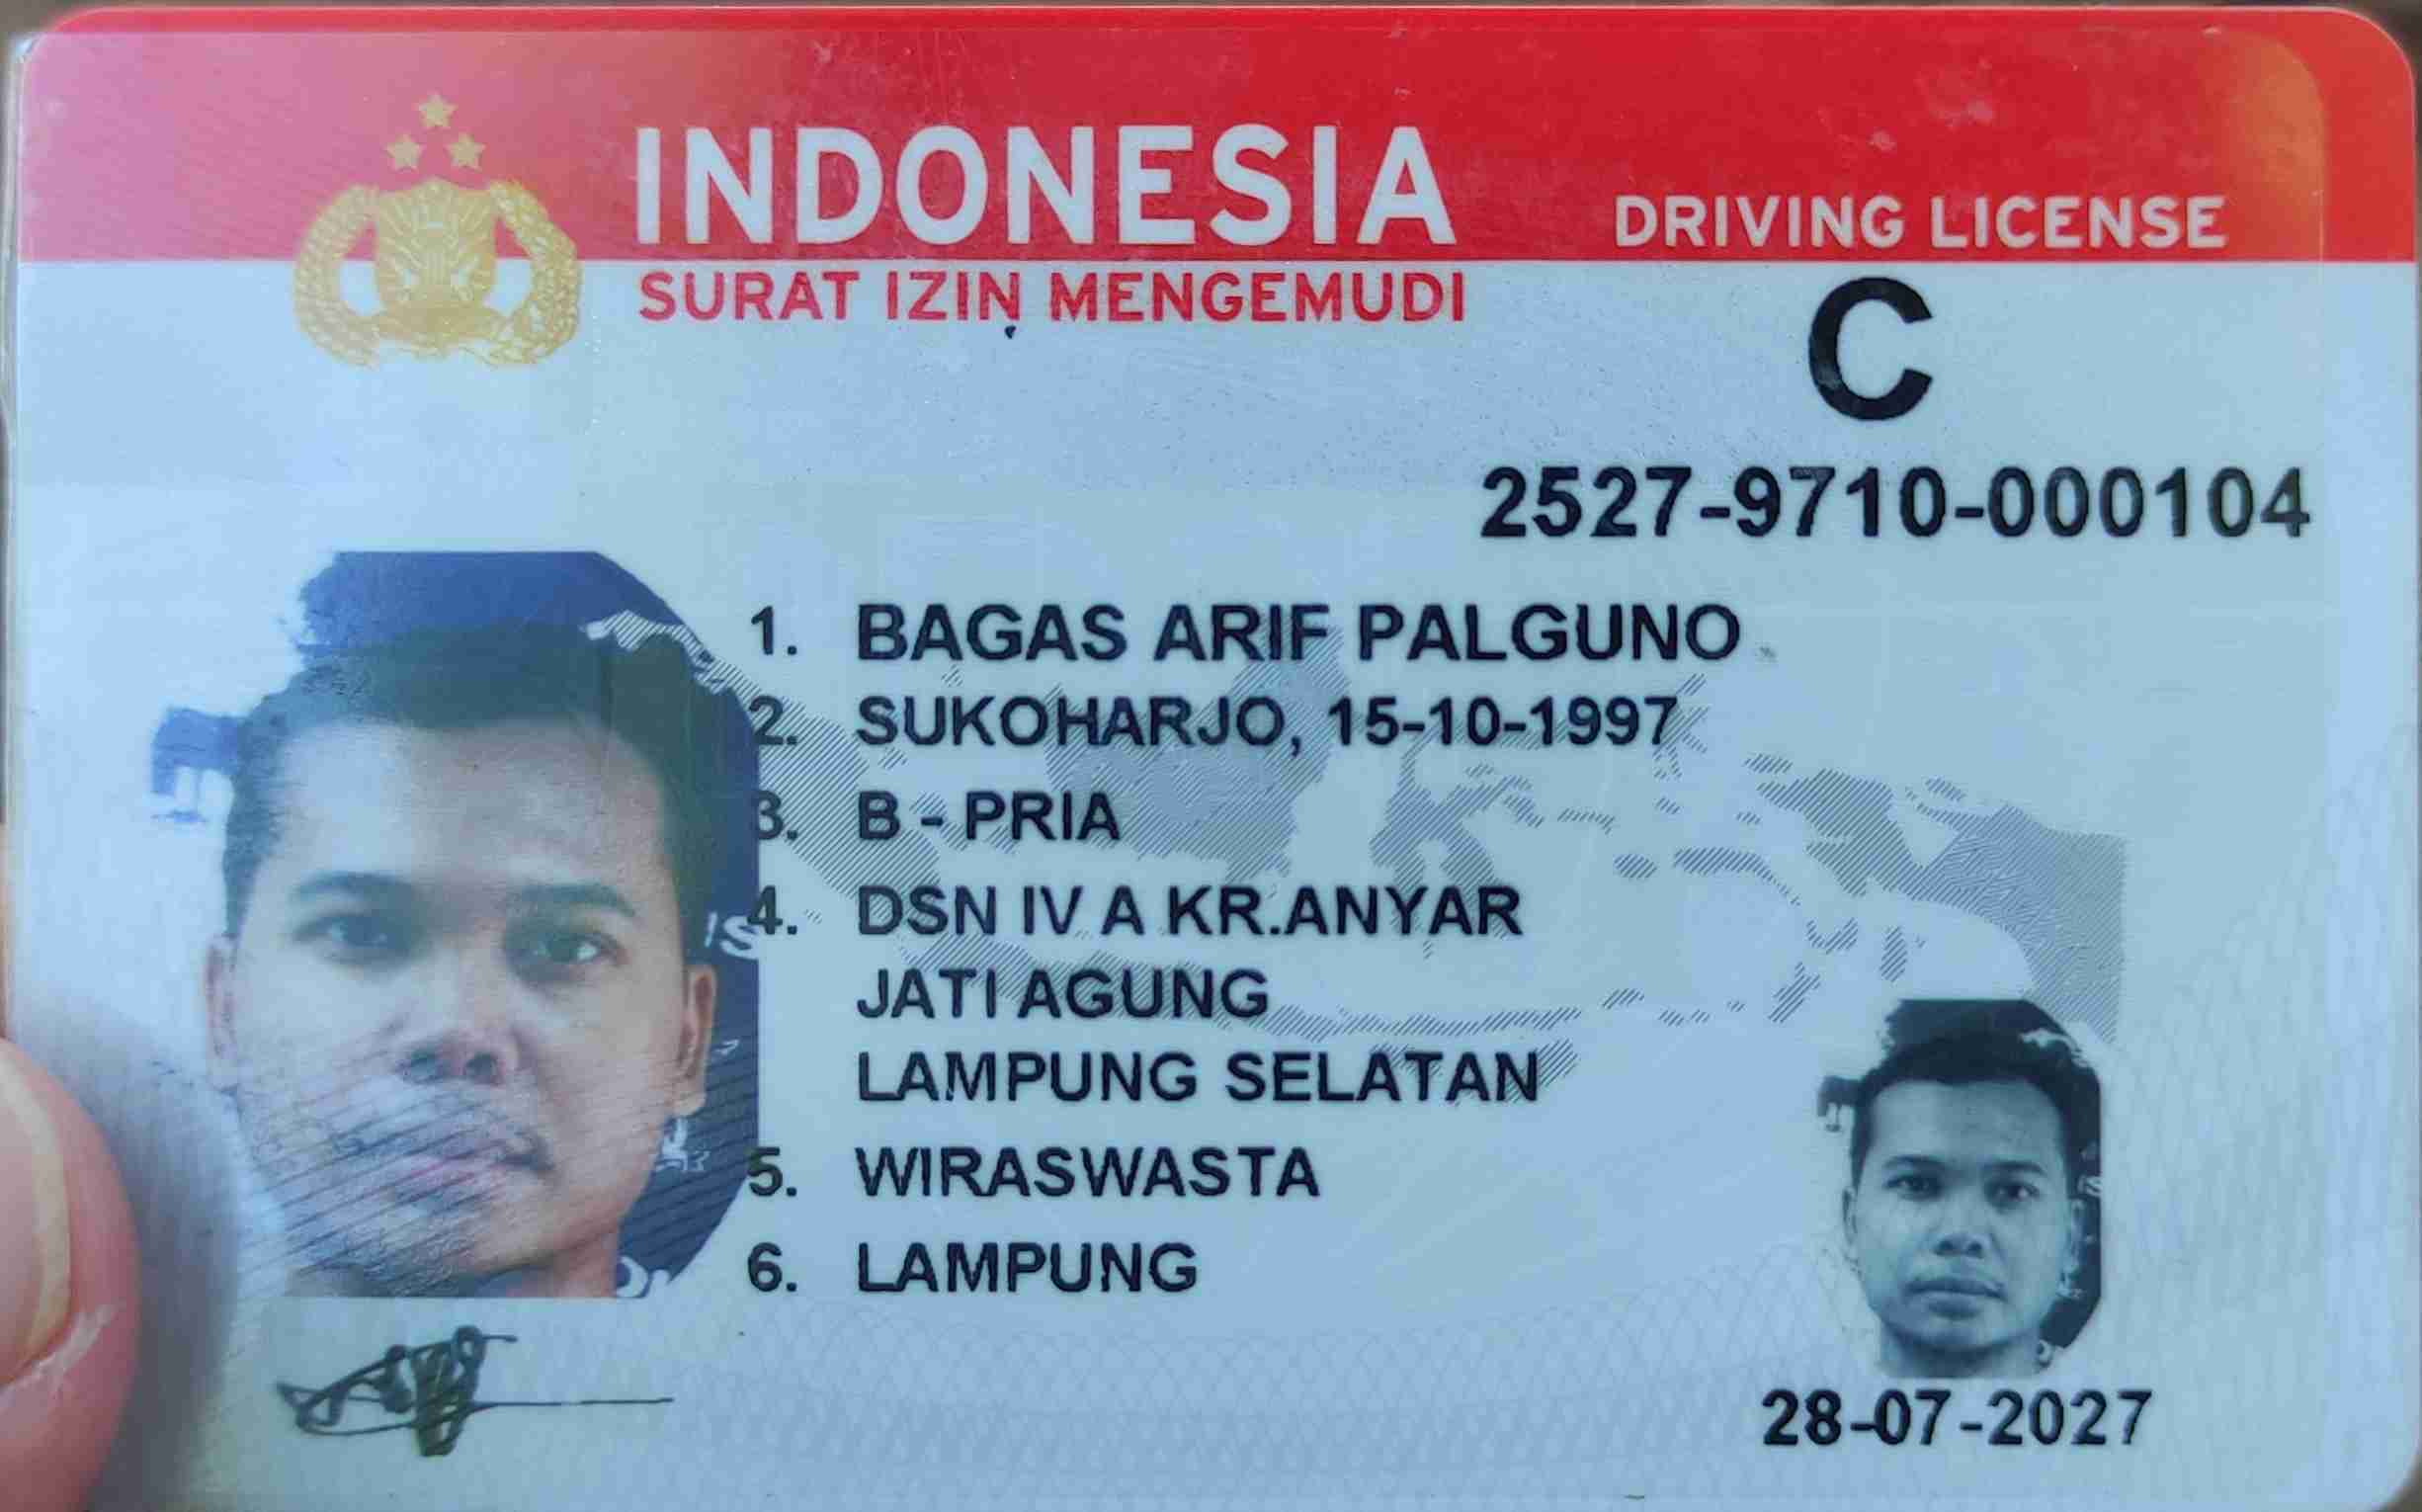 INDONESIA
SURAT IZIN MENGEMUDI
DRIVING LICENSE
C
2527-9710-000104
1. BAGAS ARIF PALGUNO
2. SUKOHARJO, 15-10-1997
3. B - PRIA
4. DSN IV A KR.ANYAR
JATI AGUNG
LAMPUNG SELATAN
5. WIRASWASTA
6. LAMPUNG
28-07-2027